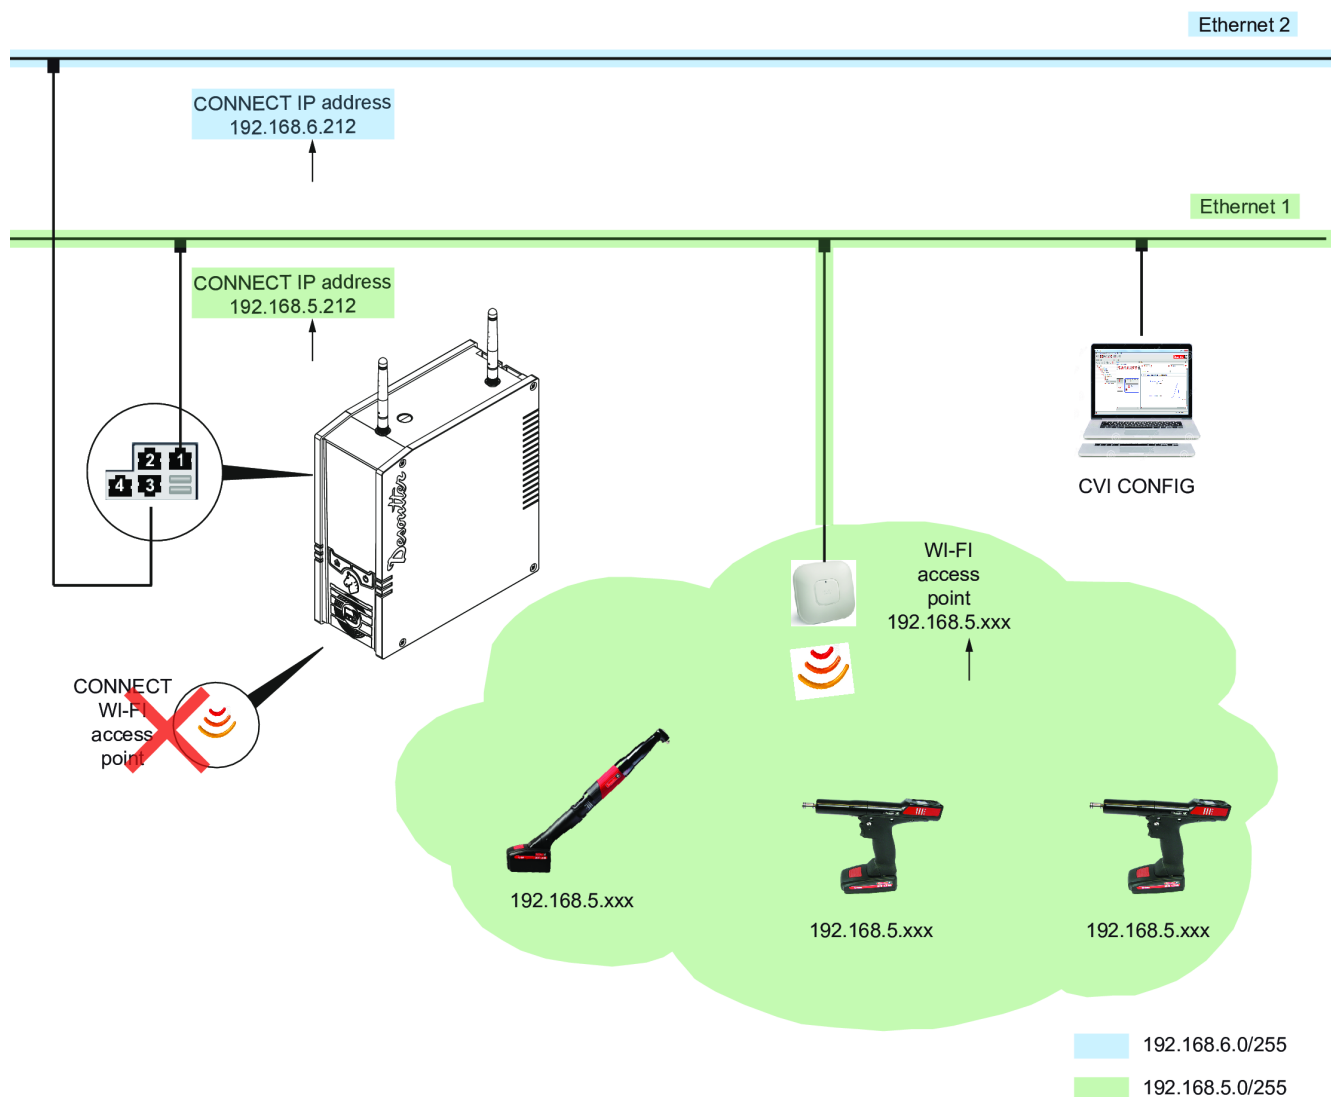 Ethernet 2
CONNECT IP address
192.168.6.212
Ethernet 1
CONNECT IP address
192.168.5.212
2
1
4
3
Desoutter
CVI CONFIG
WI-FI
access
point
192.168.5.xxx
CONNECT
WI-FI
access
point
192.168.5.xxx
192.168.5.xxx
192.168.5.xxx
192.168.6.0/255
192.168.5.0/255